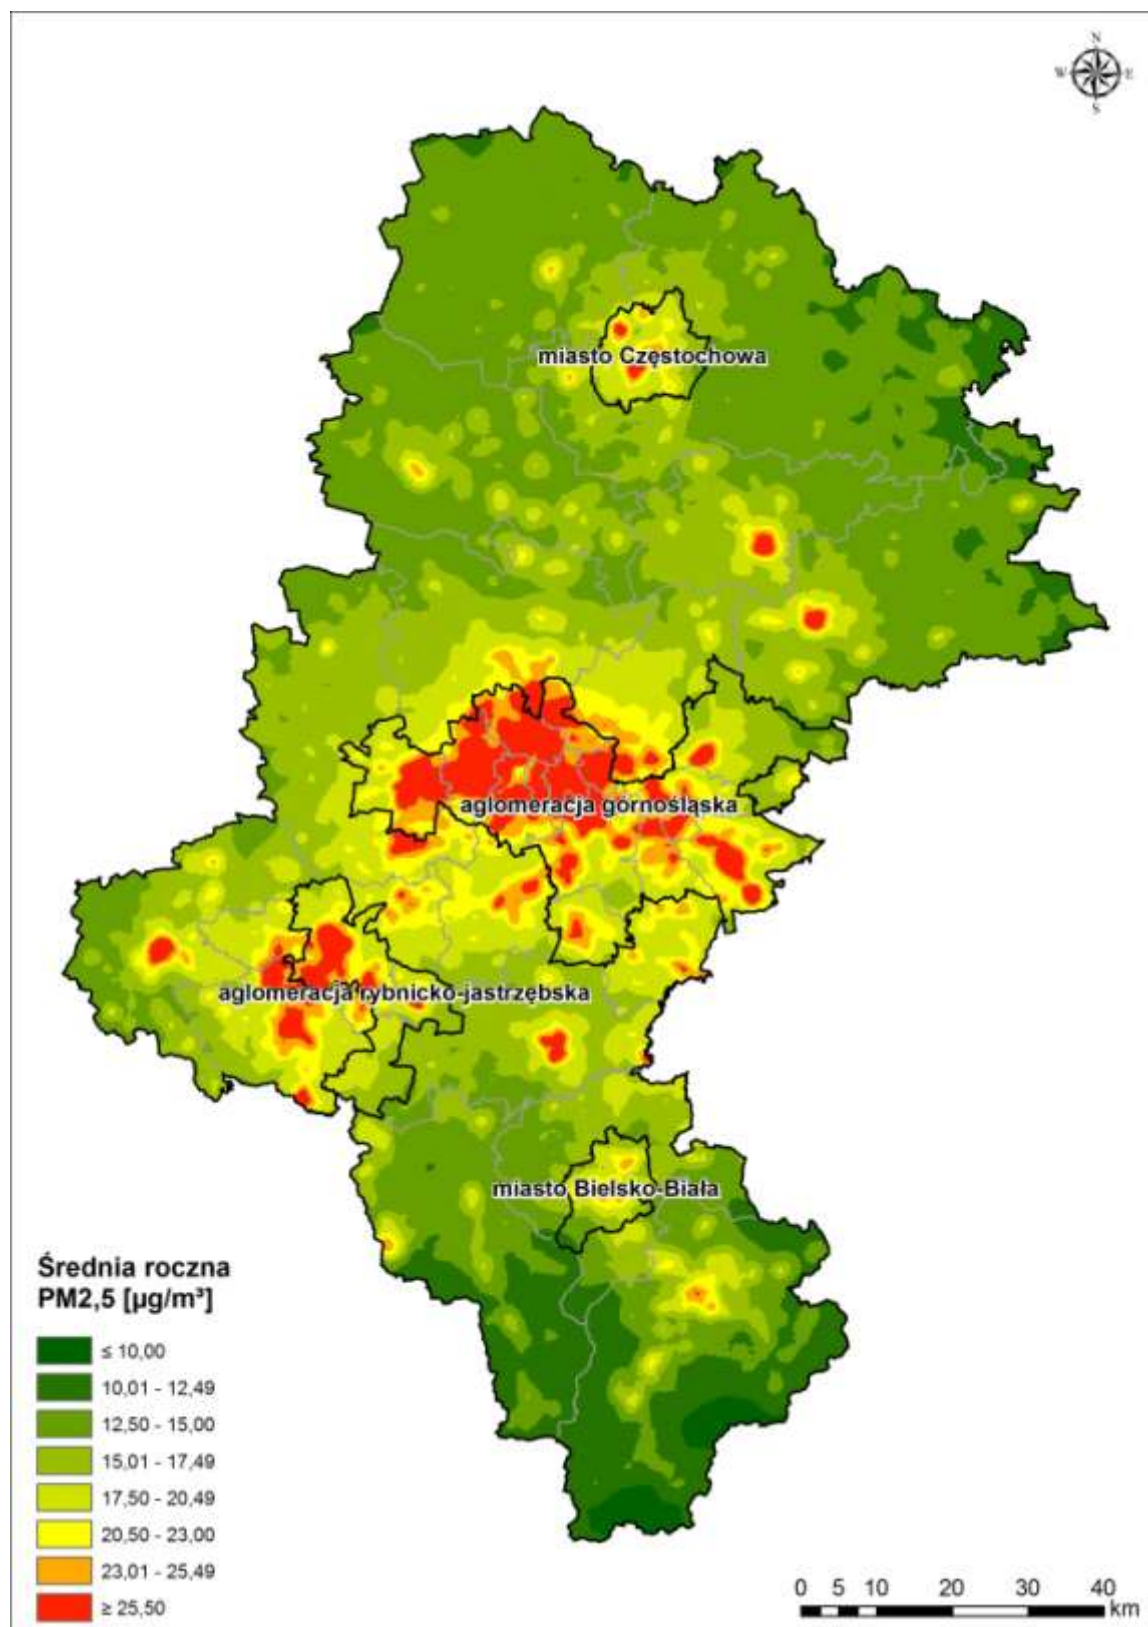 N
W E
S
miasto Częstochowa
aglomeracja górnośląska
aglomeracja rybnicko-jastrzębska
miasto Bielsko-Biała
Średnia roczna
PM2,5 [µg/m³]
≤ 10,00
10,01 - 12,49
12,50 - 15,00
15,01 - 17,49
17,50 - 20,49
20,50 - 23,00
23,01 - 25,49
≥ 25,50
0 5 10 20 30 40
km